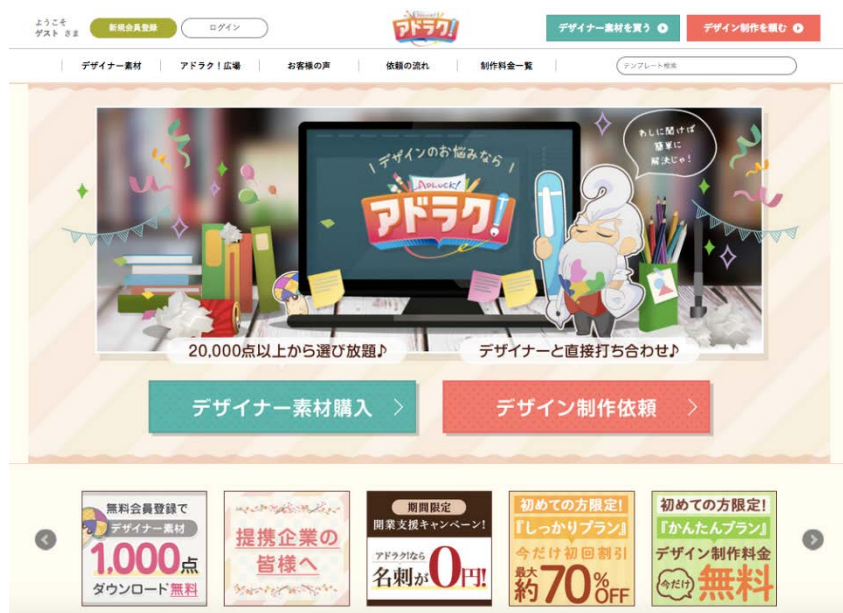 ようこそ
ゲスト さま
新規会員登録
ログイン
アドラク!
デザイナー素材を買う
デザイン制作を頼む
デザイナー素材
アドラク!広場
お客様の声
依頼の流れ
制作料金一覧
テンプレート検索
デザインのお悩みなら
ADLUCK!
アドラク!
わしに聞けば
簡単に
解決じゃ!
20,000点以上から選び放題♪
デザイナーと直接打ち合わせ♪
デザイナー素材購入
デザイン制作依頼
無料会員登録で
デザイナー素材
1,000点
ダウンロード無料
提携企業の
皆様へ
期間限定
開業支援キャンペーン!
アドラク!なら
名刺が0円!
初めての方限定!
『しっかりプラン』
今だけ初回割引
最大
約70%OFF
初めての方限定!
『かんたんプラン』
デザイン制作料金
今だけ無料